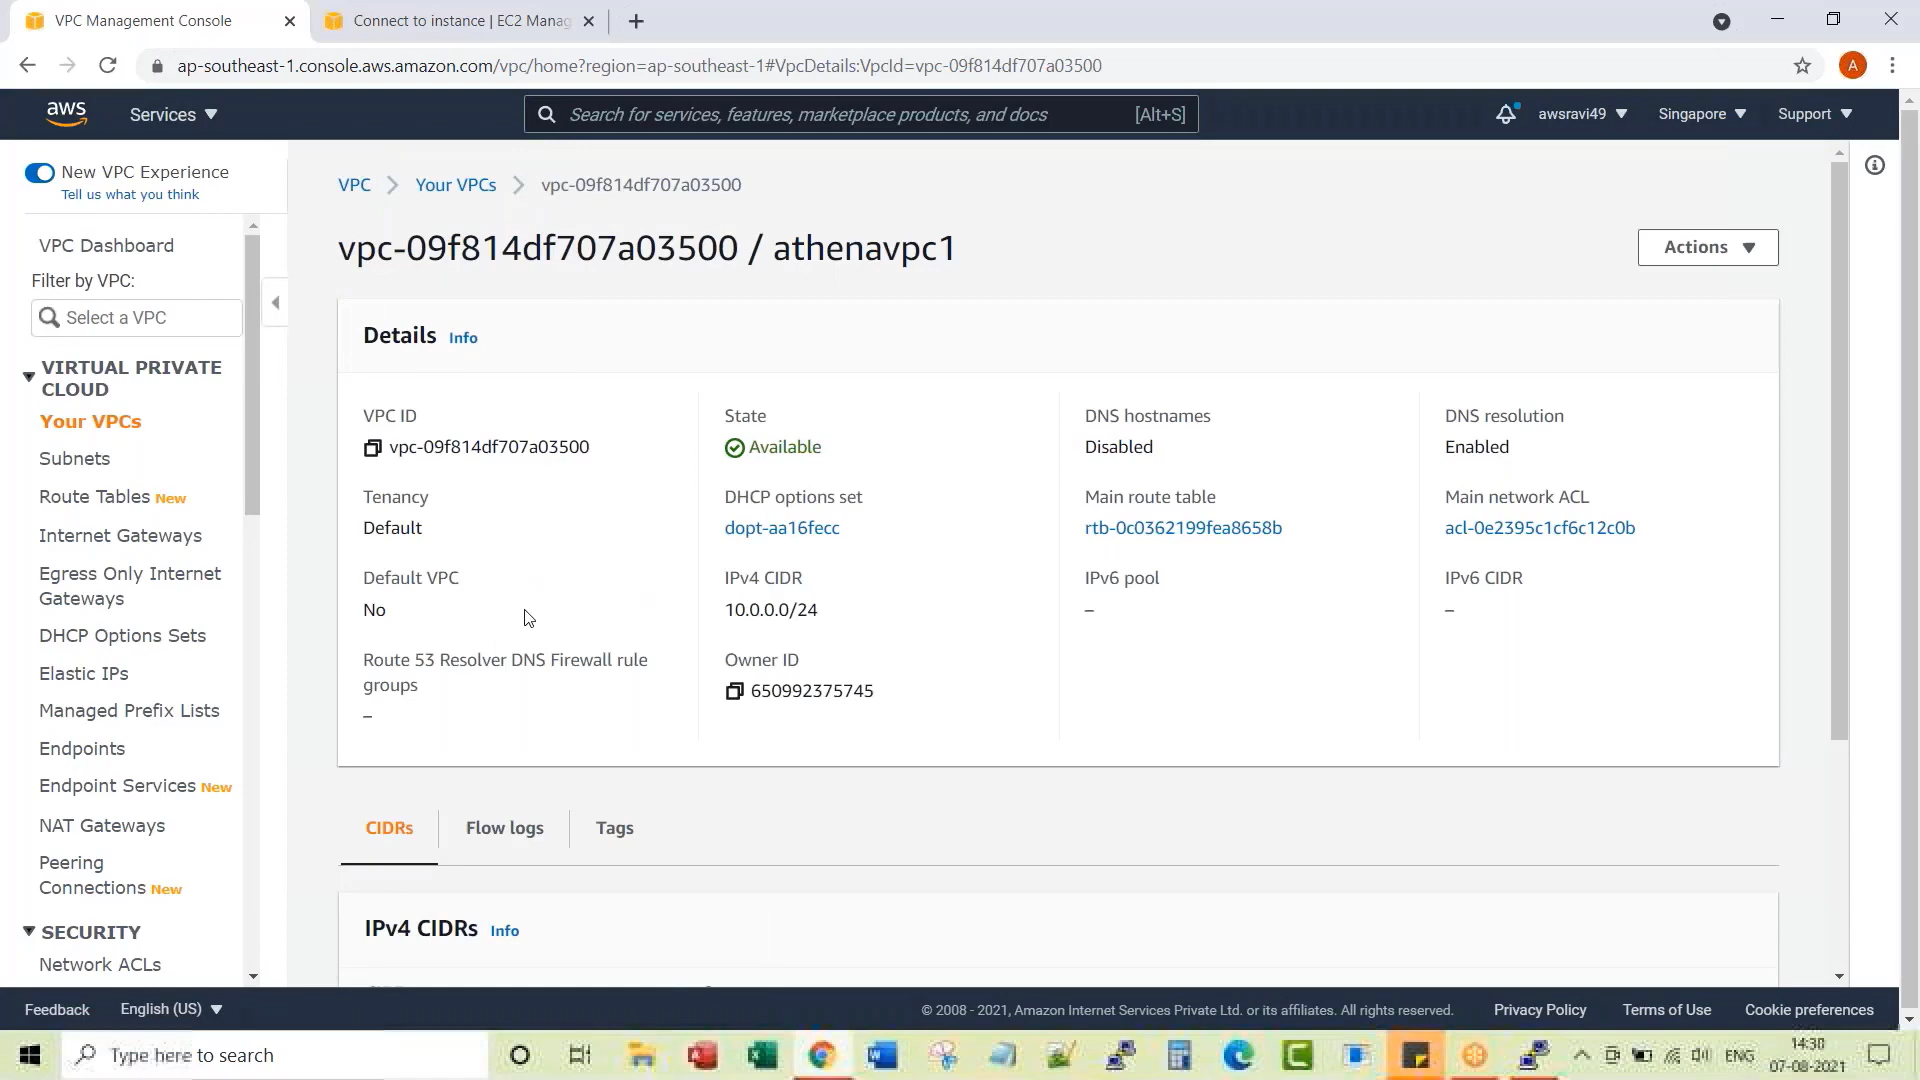 VPC Management Console
Connect to instance | EC2 Manag
ap-southeast-1.console.aws.amazon.com/vpc/home?region=ap-southeast-1#VpcDetails:VpcId=vpc-09f814df707a03500
A
aws
Services
Search for services, features, marketplace products, and docs
[Alt+S]
awsravi49
Singapore
Support
New VPC Experience
Tell us what you think
VPC Dashboard
Filter by VPC:
Select a VPC
VIRTUAL PRIVATE
CLOUD
Your VPCs
Subnets
Route Tables New
Internet Gateways
Egress Only Internet
Gateways
DHCP Options Sets
Elastic IPs
Managed Prefix Lists
Endpoints
Endpoint Services New
NAT Gateways
Peering
Connections New
SECURITY
Network ACLs
VPC
Your VPCs
vpc-09f814df707a03500
vpc-09f814df707a03500 / athenavpc1
Actions
Details Info
VPC ID
vpc-09f814df707a03500
State
Available
DNS hostnames
Disabled
DNS resolution
Enabled
Tenancy
Default
DHCP options set
dopt-aa16fecc
Main route table
rtb-0c0362199fea8658b
Main network ACL
acl-0e2395c1cf6c12c0b
Default VPC
No
IPv4 CIDR
10.0.0.0/24
IPv6 pool
–
IPv6 CIDR
–
Route 53 Resolver DNS Firewall rule
groups
–
Owner ID
650992375745
CIDRs
Flow logs
Tags
IPv4 CIDRs Info
Feedback
English (US)
© 2008 - 2021, Amazon Internet Services Private Ltd. or its affiliates. All rights reserved.
Privacy Policy
Terms of Use
Cookie preferences
Type here to search
ENG
14:30
07-08-2021